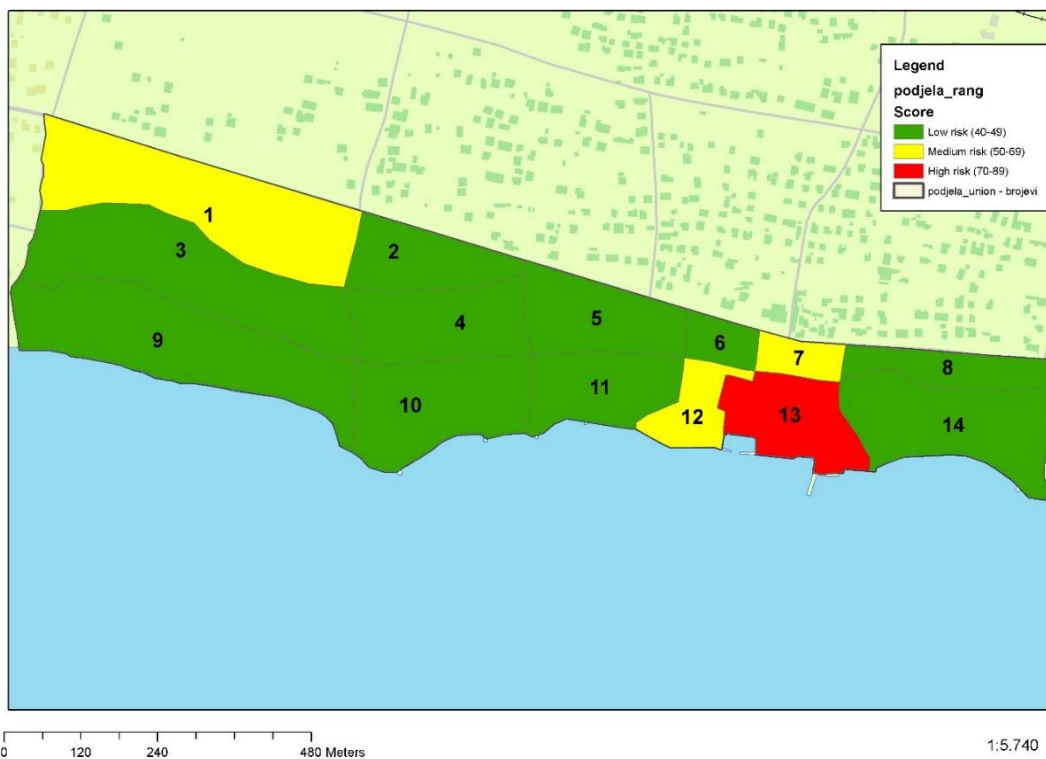 Legend
podjela_rang
Score
Low risk (40-49)
Medium risk (50-69)
High risk (70-89)
podjela_union - brojevi
1
2
3
4
5
6
7
8
9
10
11
12
13
14
0 120 240 480 Meters
1:5.740